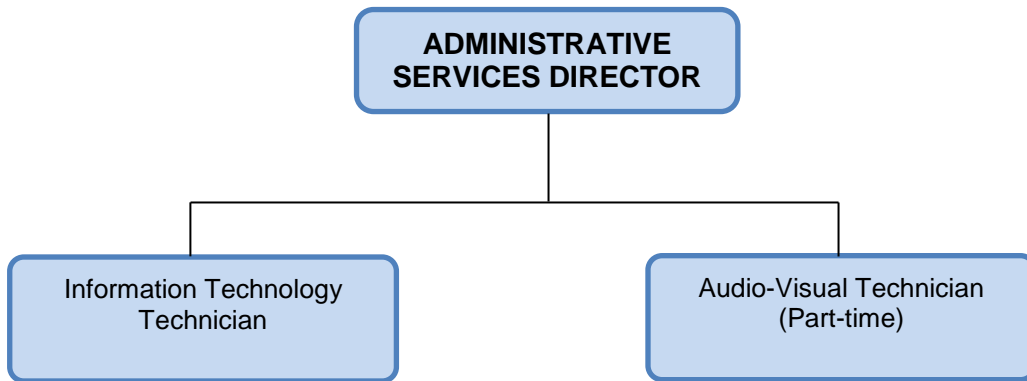 ADMINISTRATIVE
SERVICES DIRECTOR
Information Technology
Technician
Audio-Visual Technician
(Part-time)